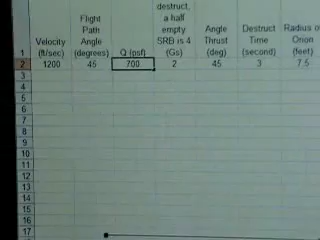 destruct,
Flight a half
Path empty Angle Destruct Radius o
Velocity Angle SRB is 4 Thrust Time Orion
1 (ft/sec) (degrees) Q (psf) (Gs) (deg) (second) (feet)
2 1200 45 700 2 45 3 7.5
3
4
5
6
7
8
9
10
11
12
13
14
15
16
17